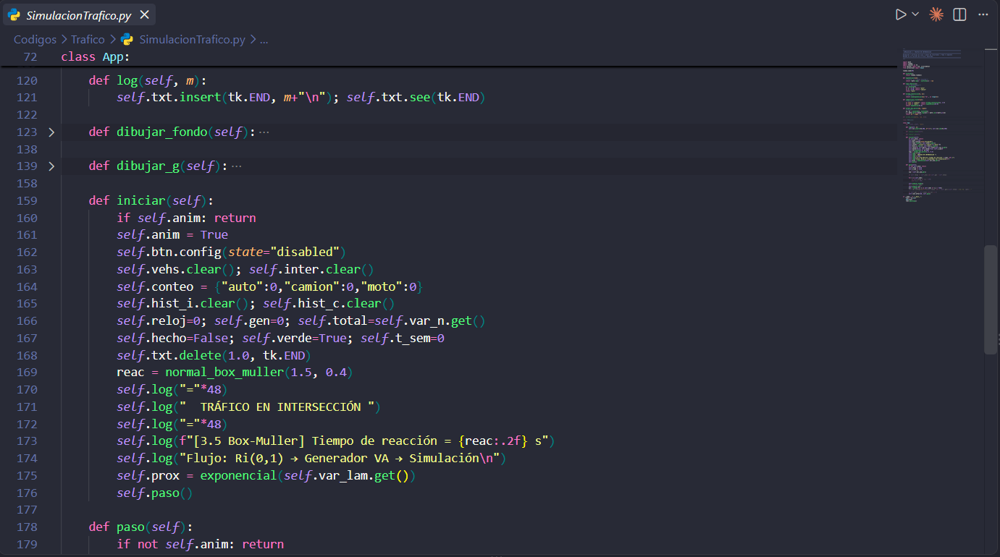 SimulacionTrafico.py
Codigos > Trafico > SimulacionTrafico.py > ...
72 class App:
120 def log(self, m):
121 self.txt.insert(tk.END, m+"\n"); self.txt.see(tk.END)
122
123 def dibujar_fondo(self): ...
138
139 def dibujar_g(self): ...
158
159 def iniciar(self):
160 if self.anim: return
161 self.anim = True
162 self.btn.config(state="disabled")
163 self.vehs.clear(); self.inter.clear()
164 self.conteo = {"auto":0,"camion":0,"moto":0}
165 self.hist_i.clear(); self.hist_c.clear()
166 self.reloj=0; self.gen=0; self.total=self.var_n.get()
167 self.hecho=False; self.verde=True; self.t_sem=0
168 self.txt.delete(1.0, tk.END)
169 reac = normal_box_muller(1.5, 0.4)
170 self.log("="*48)
171 self.log("  TRÁFICO EN INTERSECCIÓN ")
172 self.log("="*48)
173 self.log(f"[3.5 Box-Muller] Tiempo de reacción = {reac:.2f} s")
174 self.log("Flujo: Ri(0,1) → Generador VA → Simulación\n")
175 self.prox = exponencial(self.var_lam.get())
176 self.paso()
177
178 def paso(self):
179 if not self.anim: return